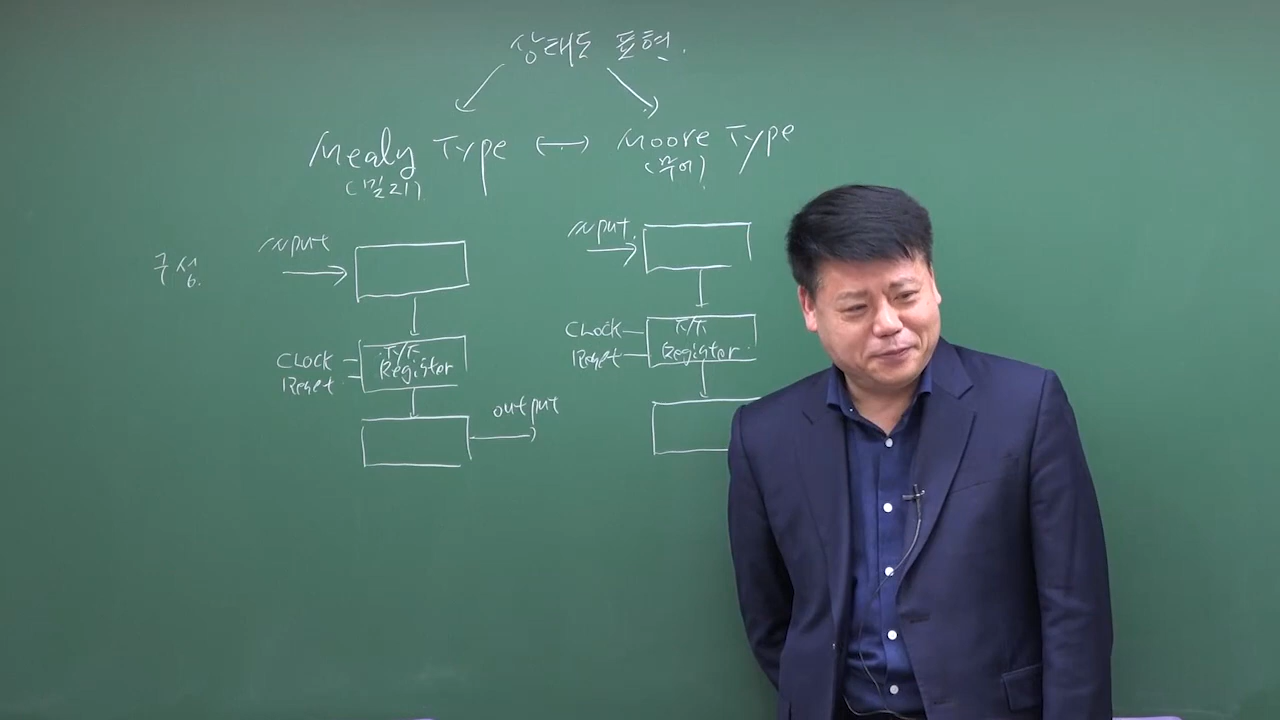 상태도 표현.
Mealy Type ↔ Moore Type
(밀리) (무어)
구성.
input
input.
CLOCK
Reset
F/F
Register
CLOCK
Reset
F/F
Register
output